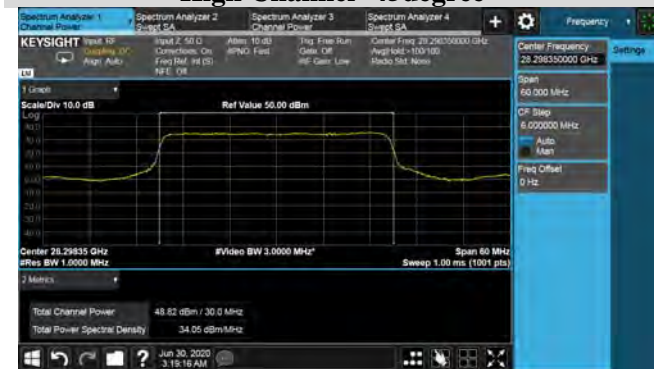 Spectrum Analyzer 1
Channel Power
Spectrum Analyzer 2
Swept SA
Spectrum Analyzer 3
Channel Power
Spectrum Analyzer 4
Swept SA
Frequency
KEYSIGHT
Input: RF
Coupling: DC
Align: Auto
Input Z: 50 Ω
Corrections: On
Freq Ref: Int (S)
NFE: Off
Atten: 10 dB
#PNO: Fast
Trig: Free Run
Gate: Off
#IF Gain: Low
Center Freq: 28.298350000 GHz
Avg|Hold:>100/100
Radio Std: None
LM
Center Frequency
28.298350000 GHz
Settings
Span
60.000 MHz
CF Step
6.000000 MHz
Auto
Man
Freq Offset
0 Hz
1 Graph
Scale/Div 10.0 dB
Ref Value 50.00 dBm
Log
Center 28.29835 GHz
#Video BW 3.0000 MHz*
Span 60 MHz
#Res BW 1.0000 MHz
Sweep 1.00 ms (1001 pts)
2 Metrics
Total Channel Power
48.82 dBm / 30.0 MHz
Total Power Spectral Density
34.05 dBm/MHz
Jun 30, 2020
3:19:16 AM